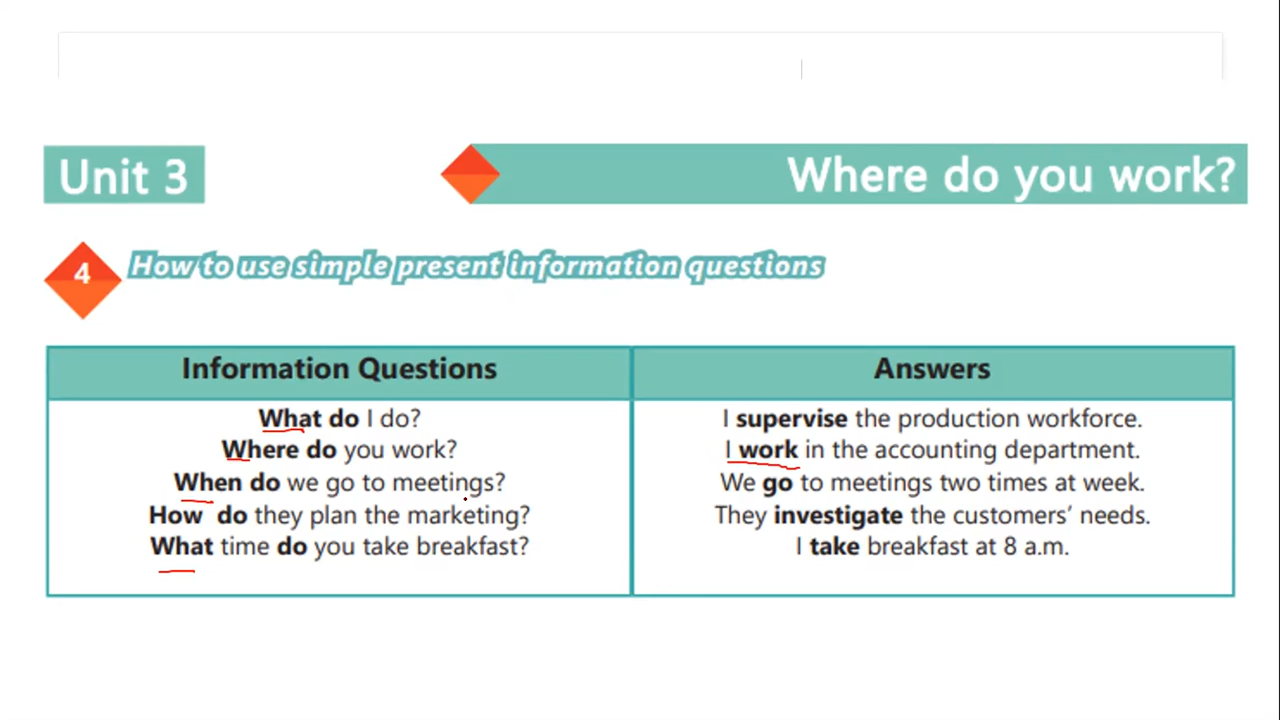 Unit 3
Where do you work?
4
How to use simple present information questions
Information Questions
Answers
What do I do?
I supervise the production workforce.
Where do you work?
I work in the accounting department.
When do we go to meetings?
We go to meetings two times at week.
How do they plan the marketing?
They investigate the customers’ needs.
What time do you take breakfast?
I take breakfast at 8 a.m.